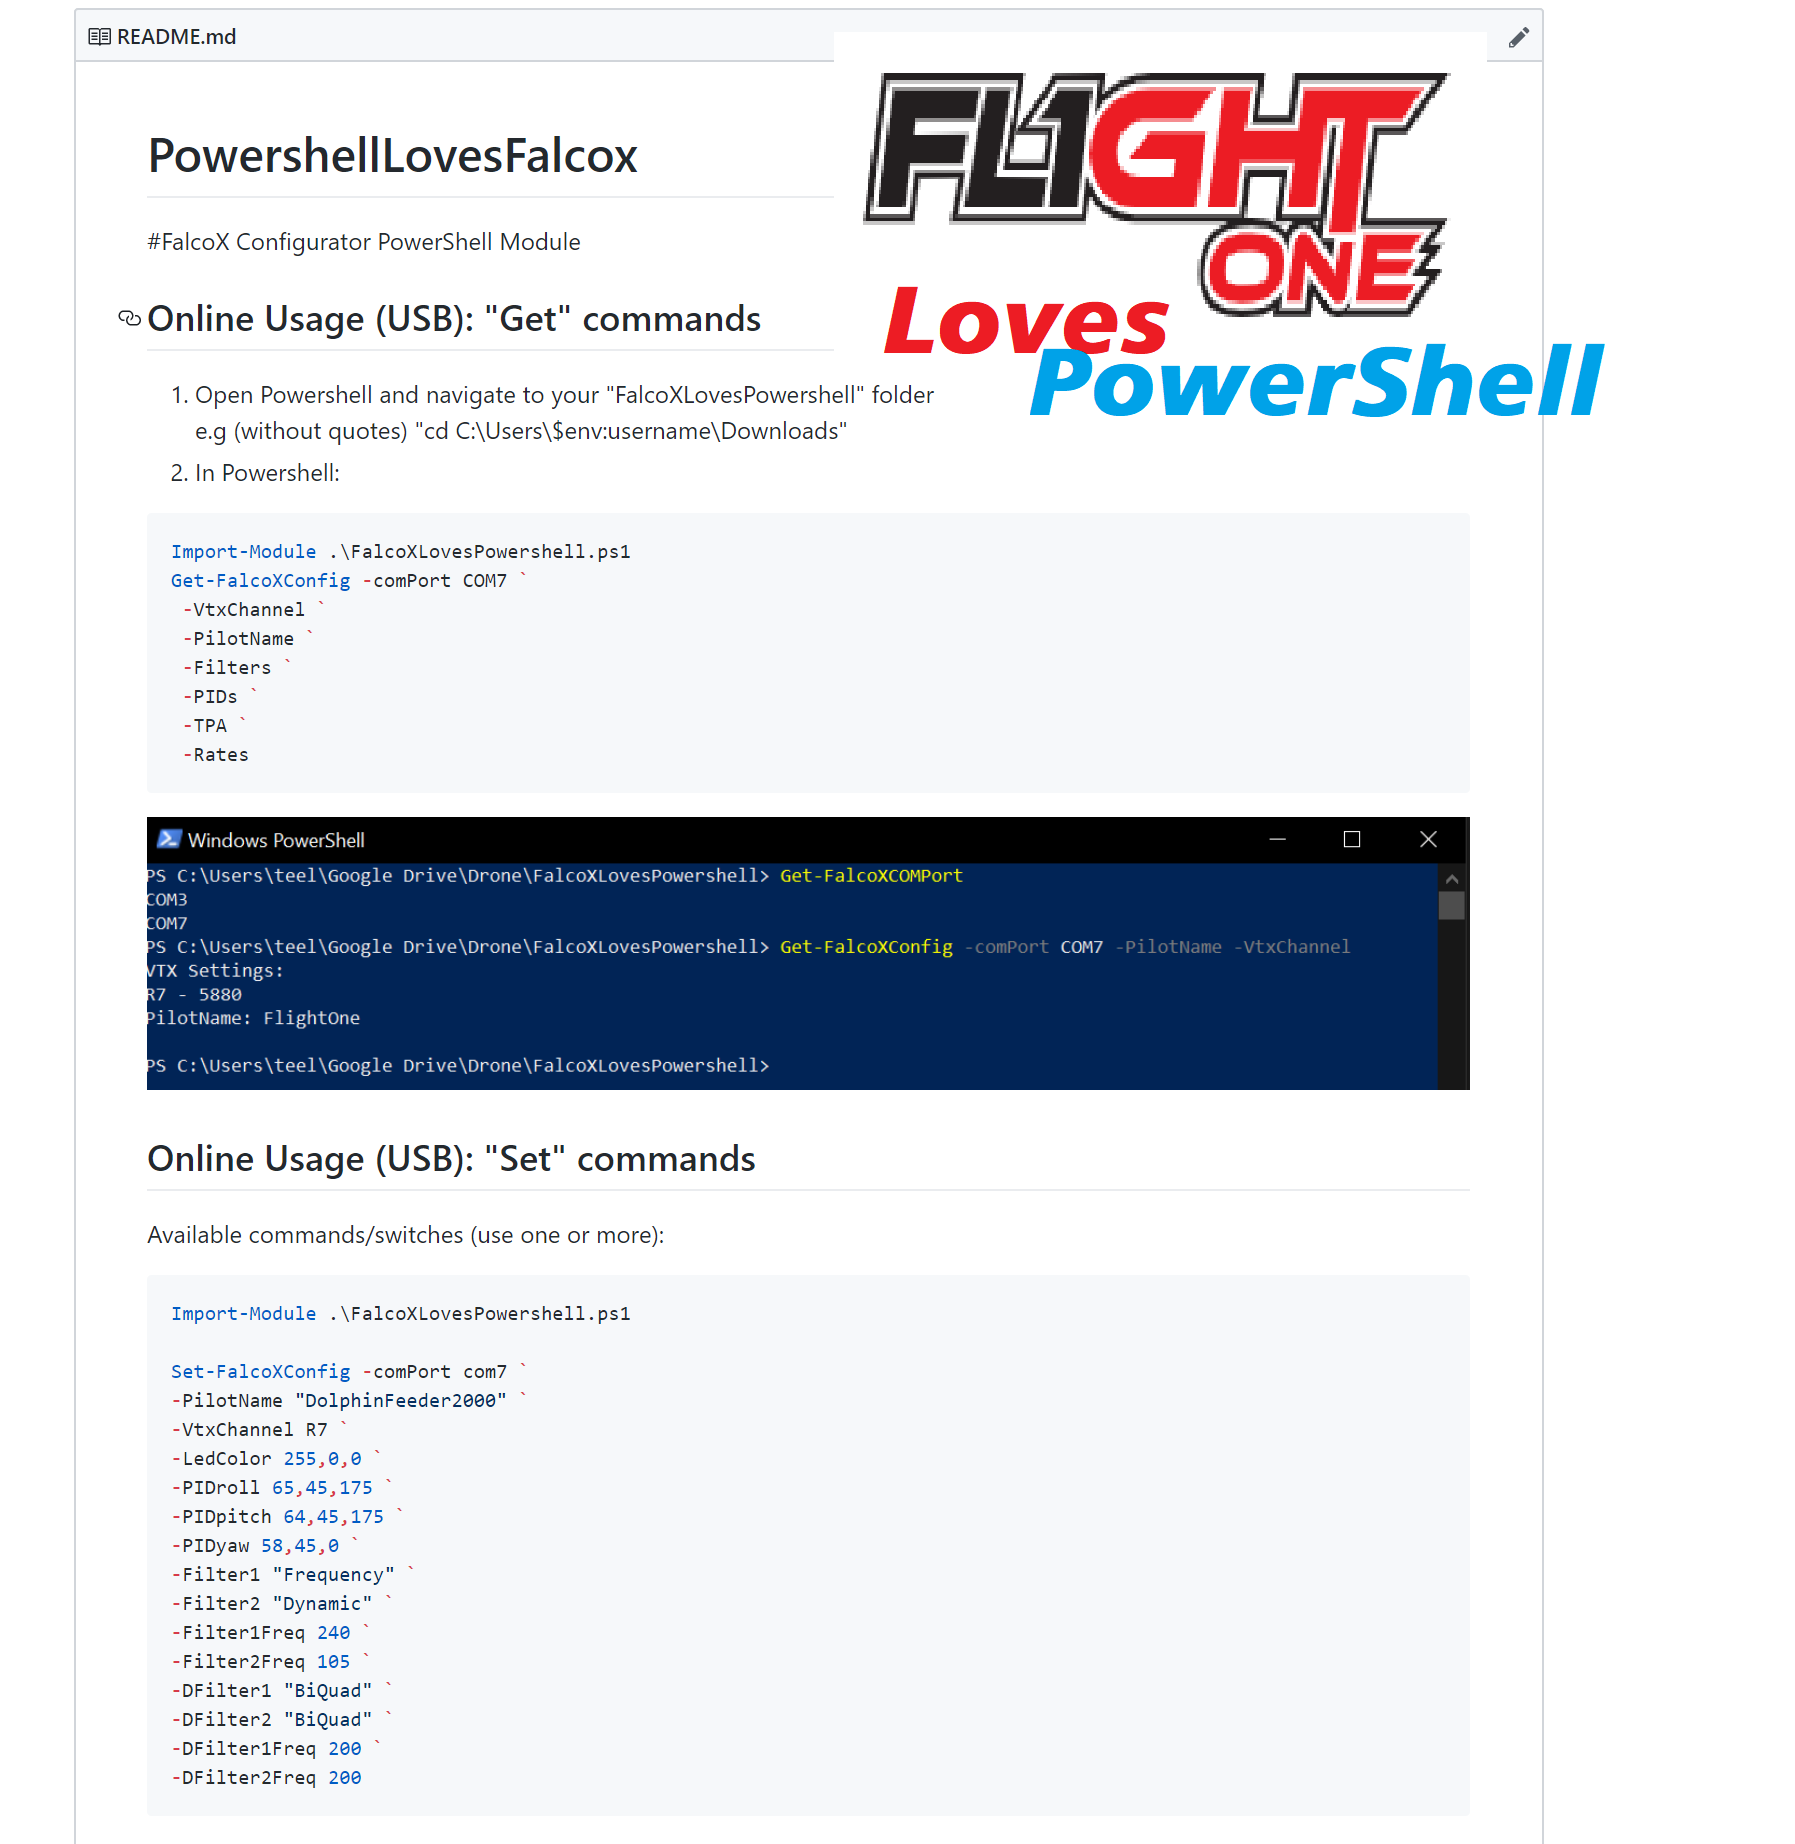 README.md
FL1GHT
ONE
Loves
PowerShell
PowershellLovesFalcox
#FalcoX Configurator PowerShell Module
Online Usage (USB): "Get" commands
1. Open Powershell and navigate to your "FalcoXLovesPowershell" folder
e.g (without quotes) "cd C:\Users\$env:username\Downloads"
2. In Powershell:
Import-Module .\FalcoXLovesPowershell.ps1
Get-FalcoXConfig -comPort COM7 `
-VtxChannel `
-PilotName `
-Filters `
-PIDs `
-TPA `
-Rates
Windows PowerShell
PS C:\Users\teel\Google Drive\Drone\FalcoXLovesPowershell> Get-FalcoXCOMPort
COM3
COM7
PS C:\Users\teel\Google Drive\Drone\FalcoXLovesPowershell> Get-FalcoXConfig -comPort COM7 -PilotName -VtxChannel
VTX Settings:
R7 - 5880
PilotName: FlightOne
PS C:\Users\teel\Google Drive\Drone\FalcoXLovesPowershell>
Online Usage (USB): "Set" commands
Available commands/switches (use one or more):
Import-Module .\FalcoXLovesPowershell.ps1
Set-FalcoXConfig -comPort com7 `
-PilotName "DolphinFeeder2000" `
-VtxChannel R7 `
-LedColor 255,0,0 `
-PIDroll 65,45,175 `
-PIDpitch 64,45,175 `
-PIDyaw 58,45,0 `
-Filter1 "Frequency" `
-Filter2 "Dynamic" `
-Filter1Freq 240 `
-Filter2Freq 105 `
-DFilter1 "BiQuad" `
-DFilter2 "BiQuad" `
-DFilter1Freq 200 `
-DFilter2Freq 200